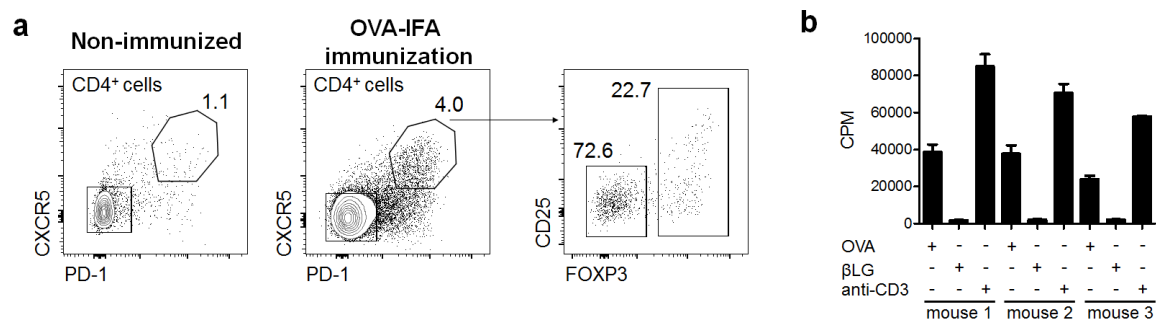 a
Non-immunized
OVA-IFA
immunization
CD4⁺ cells
1.1
CXCR5
PD-1
CD4⁺ cells
4.0
CXCR5
PD-1
22.7
72.6
CD25
FOXP3
b
100000
80000
60000
40000
20000
0
CPM
OVA + - - + - - + - -
βLG - + - - + - - + -
anti-CD3 - - + - - + - - +
mouse 1 mouse 2 mouse 3